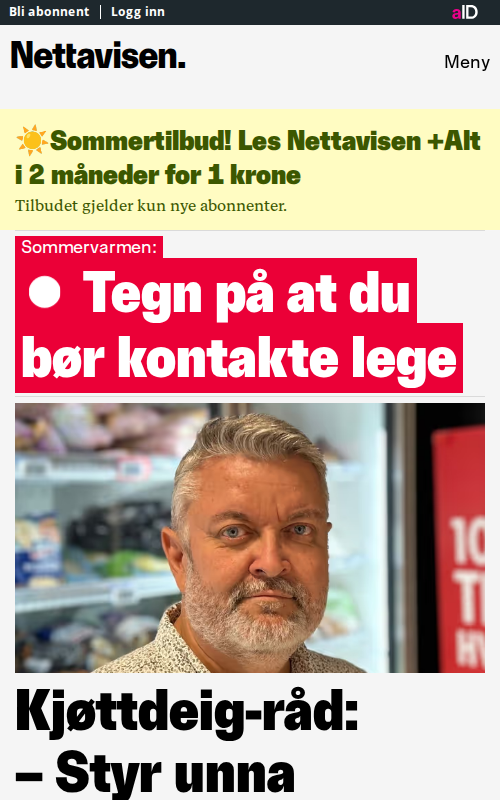 Bli abonnent
Logg inn
aID
Nettavisen.
Meny
Sommertilbud! Les Nettavisen +Alt
i 2 måneder for 1 krone
Tilbudet gjelder kun nye abonnenter.
Sommervarmen:
Tegn på at du
bør kontakte lege
Kjøttdeig-råd:
– Styr unna